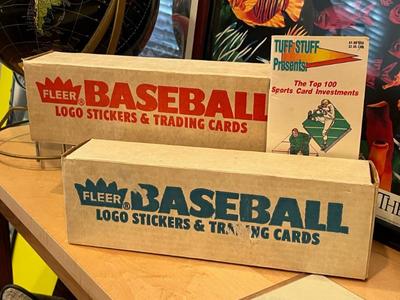 FLEER® BASEBALL
LOGO STICKERS & TRADING CARDS
TUFF STUFF
Presents:
The Top 100
Sports Card Investments
FLEER® BASEBALL
LOGO STICKERS & TRADING CARDS
THE